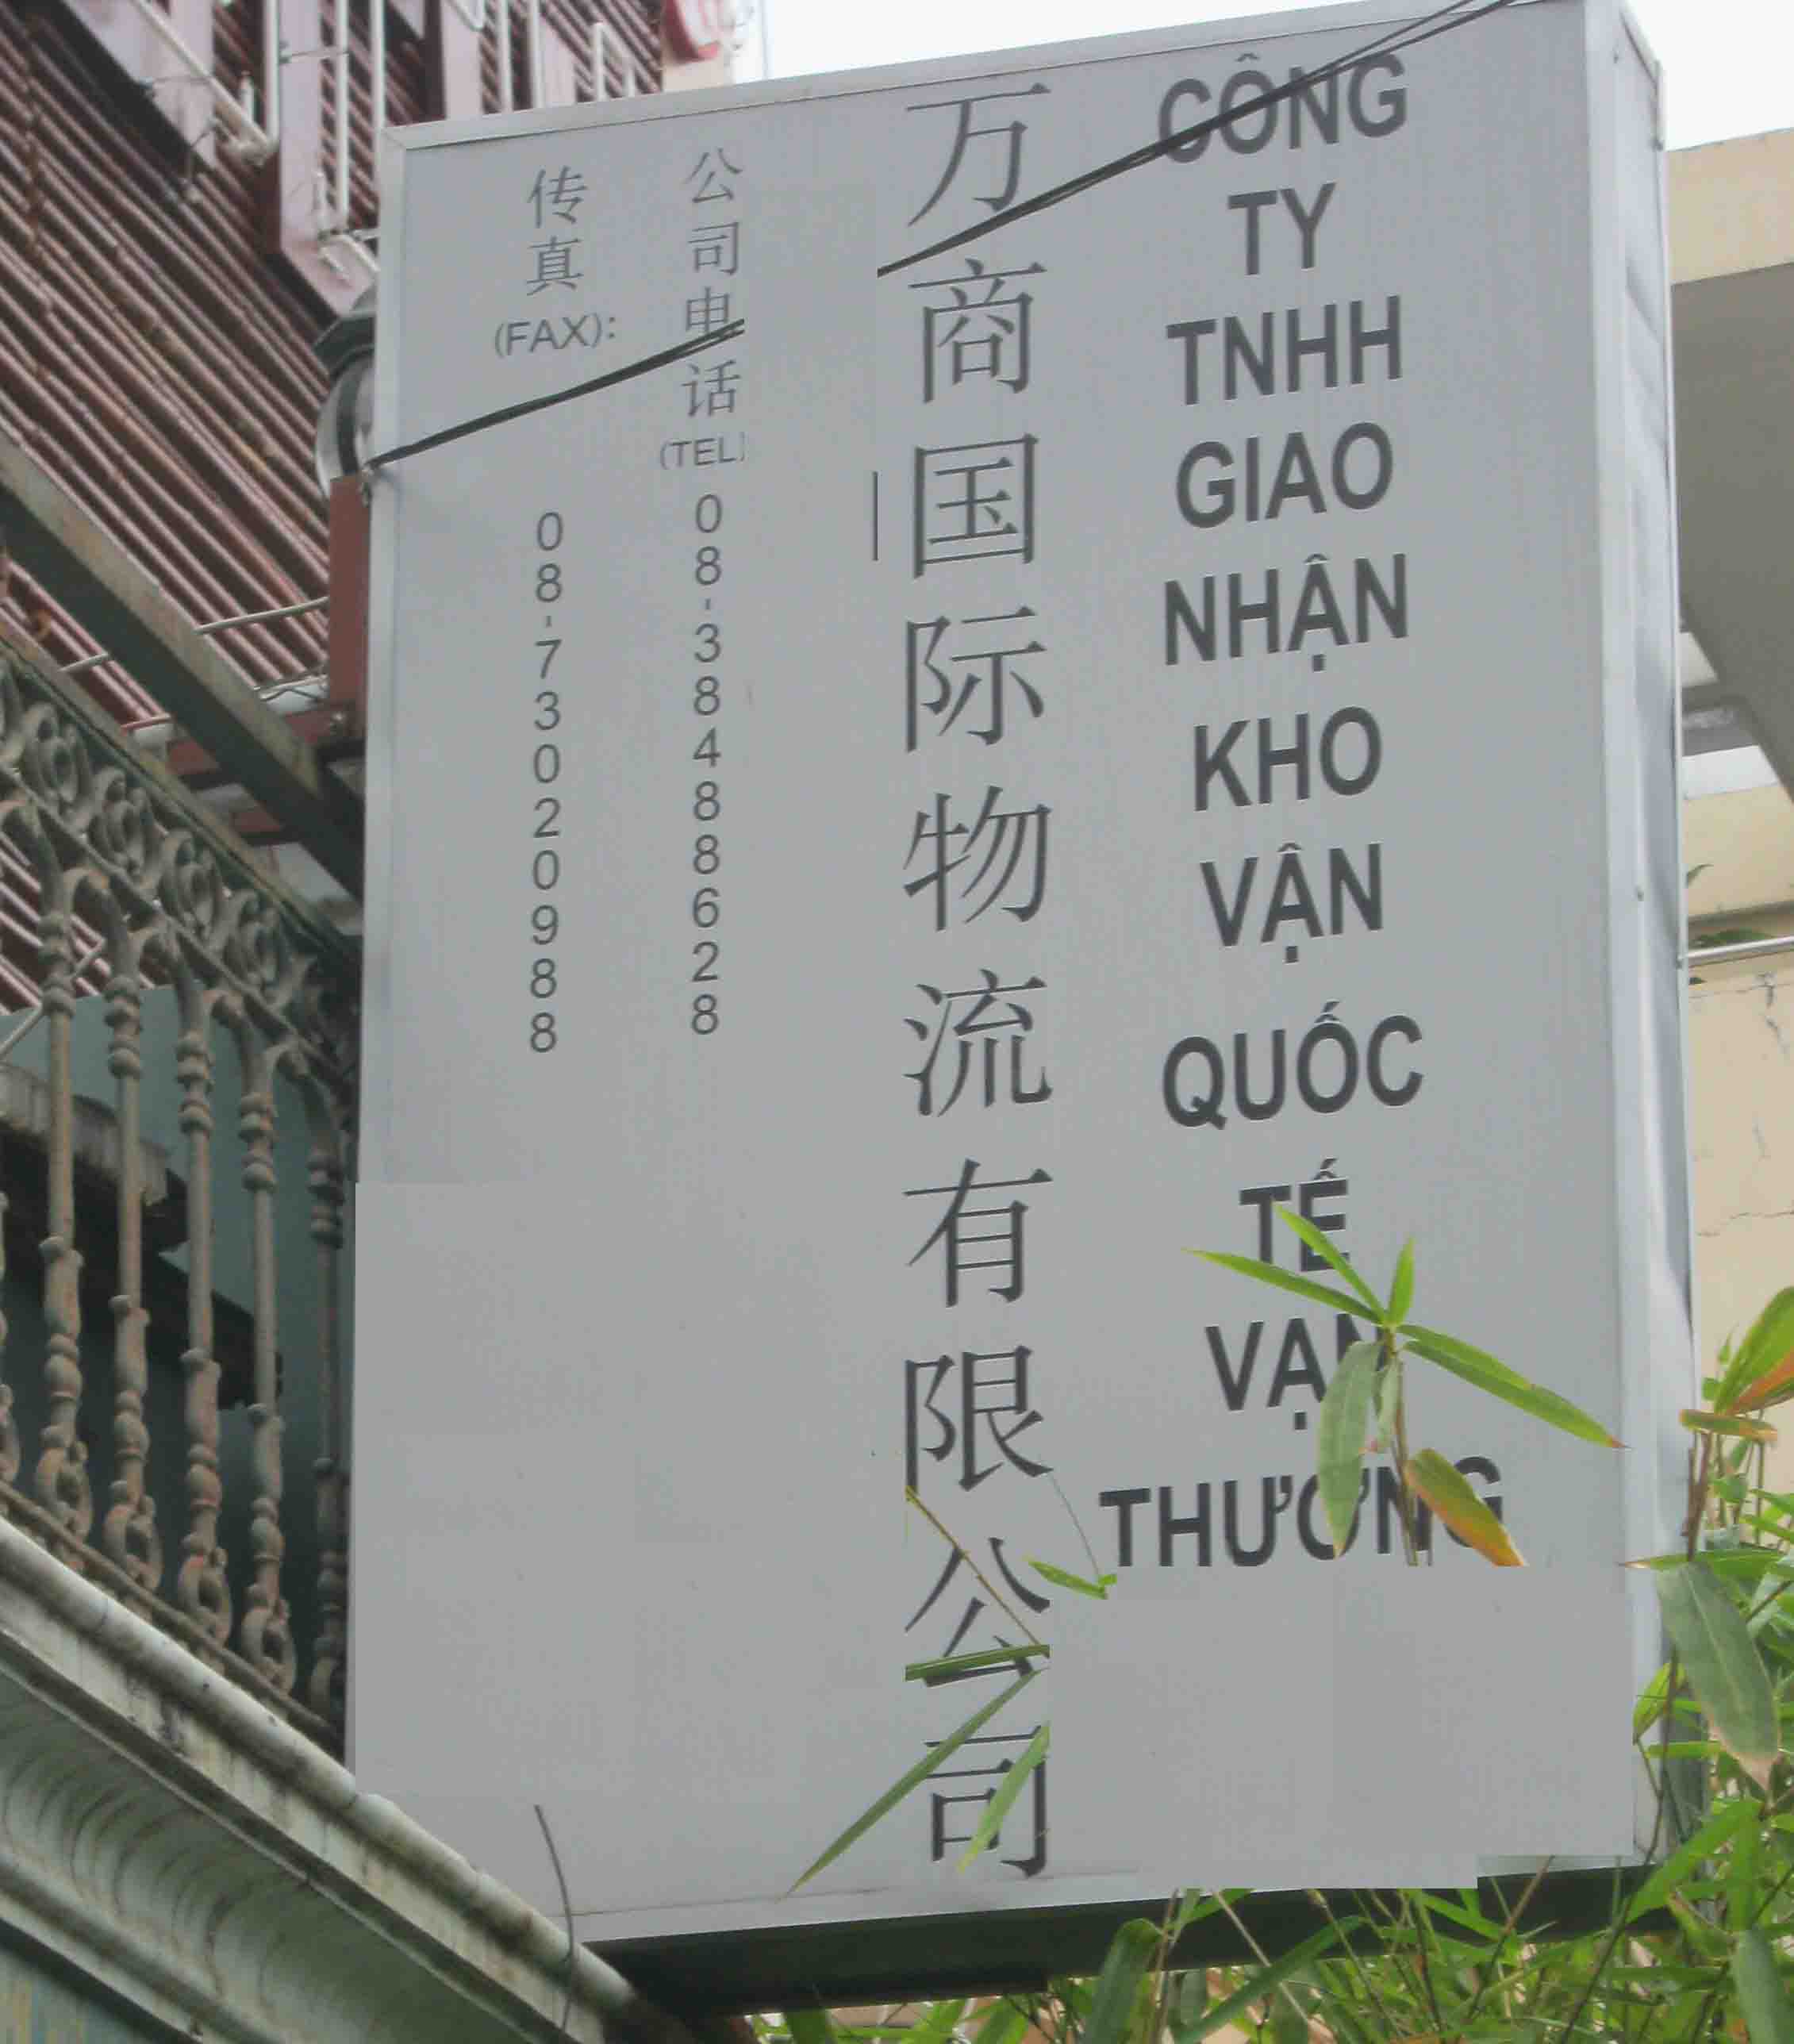 CÔNG
TY
TNHH
GIAO
NHẬN
KHO
VẬN
QUỐC
TẾ
VẠN
THƯƠNG
万商国际物流有限公司
公司电话(TEL) 08-38488628
传真(FAX): 08-73020988